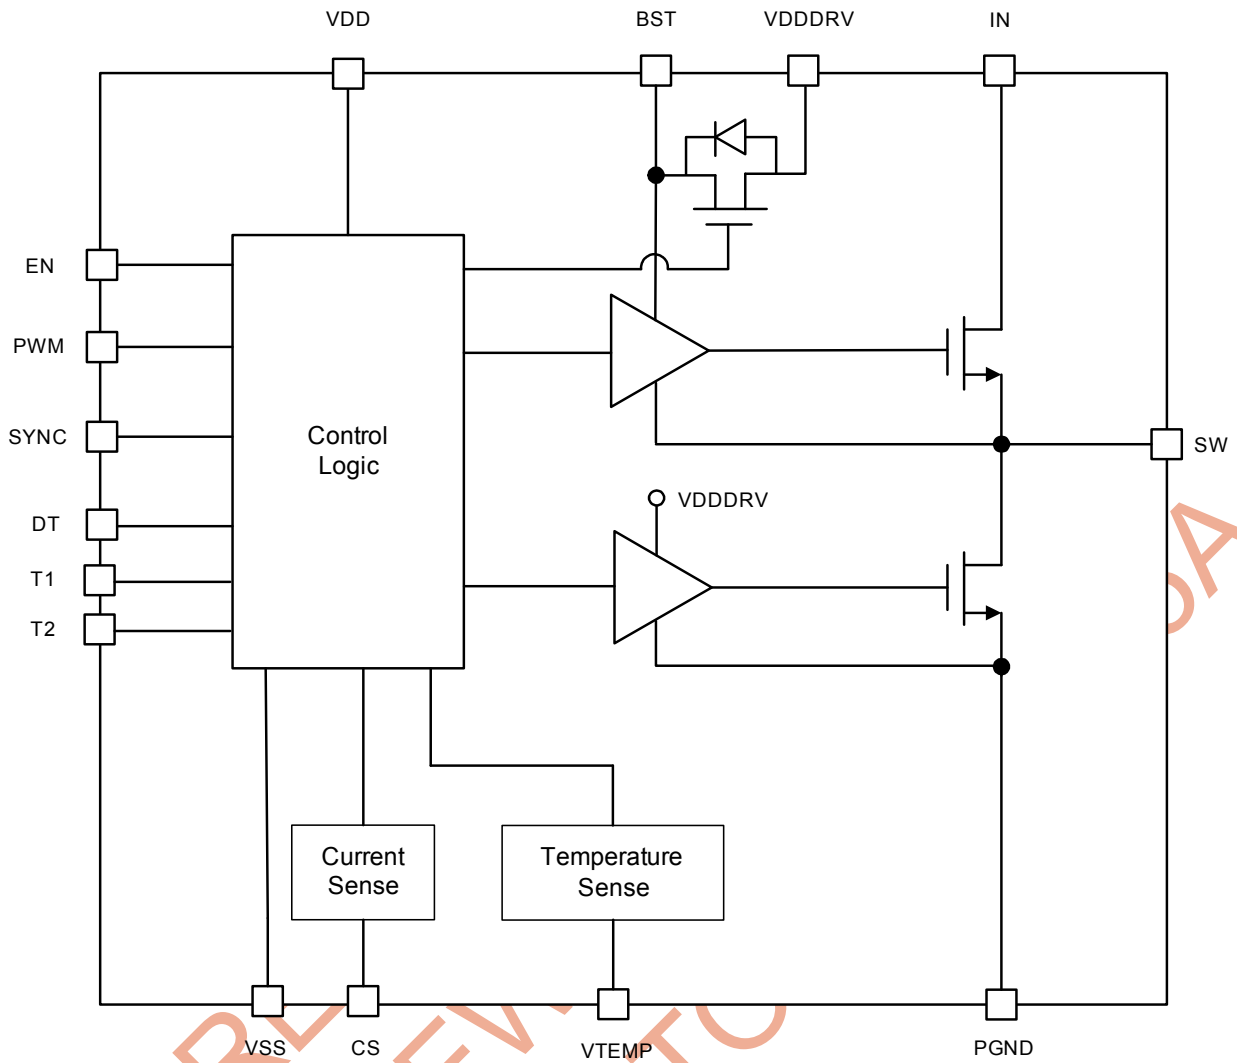 VDD
BST
VDDDRV
IN
EN
PWM
SYNC
DT
T1
T2
Control
Logic
SW
VDDDRV
Current
Sense
Temperature
Sense
VSS
CS
VTEMP
PGND